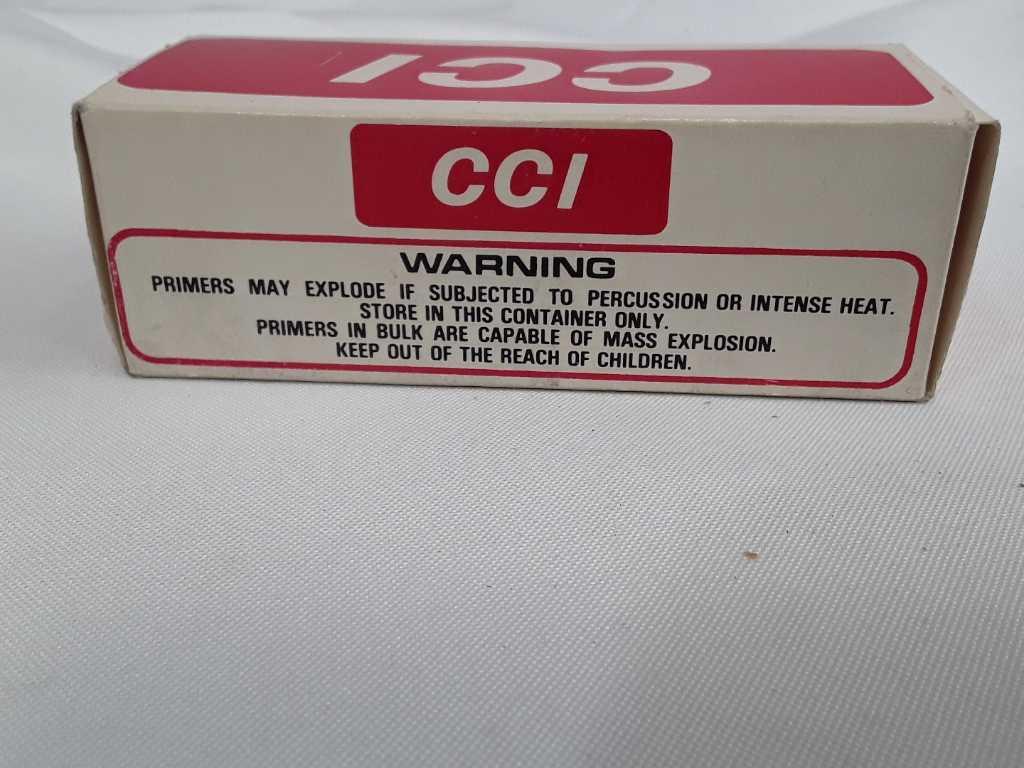 CCI
CCI
WARNING
PRIMERS MAY EXPLODE IF SUBJECTED TO PERCUSSION OR INTENSE HEAT.
STORE IN THIS CONTAINER ONLY.
PRIMERS IN BULK ARE CAPABLE OF MASS EXPLOSION.
KEEP OUT OF THE REACH OF CHILDREN.